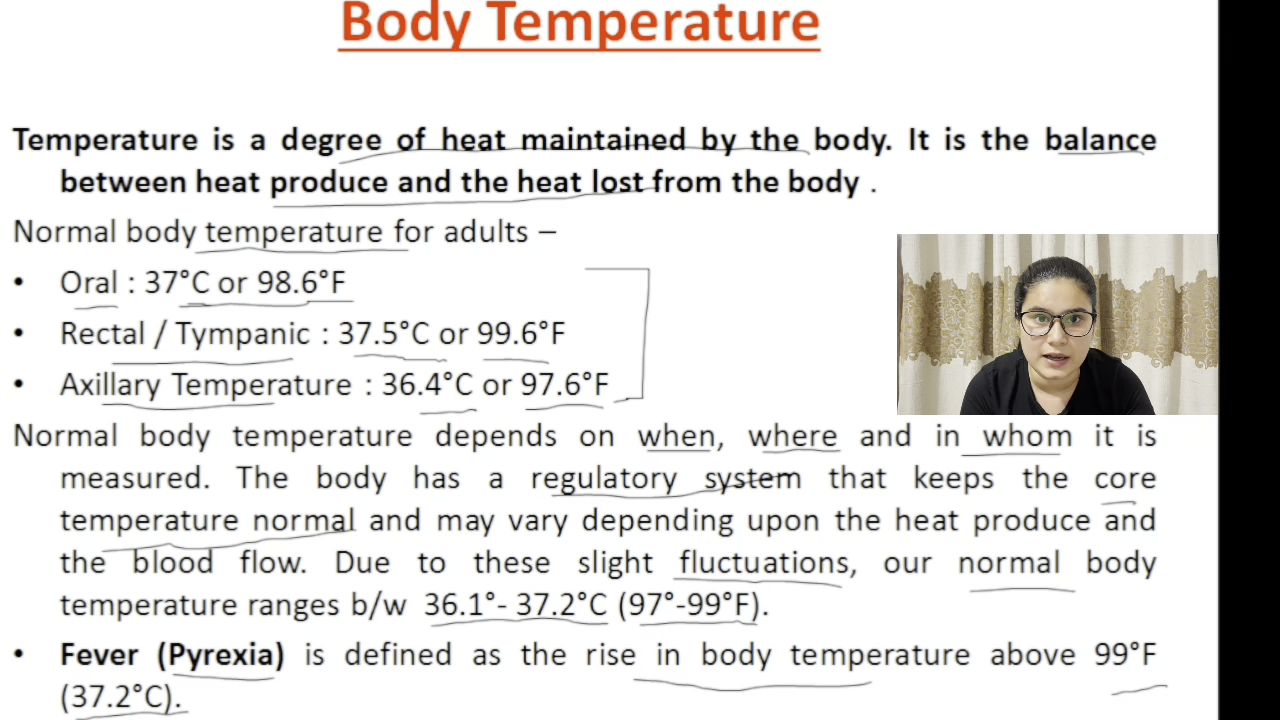 Body Temperature
Temperature is a degree of heat maintained by the body. It is the balance
between heat produce and the heat lost from the body .
Normal body temperature for adults –
• Oral : 37°C or 98.6°F
• Rectal / Tympanic : 37.5°C or 99.6°F
• Axillary Temperature : 36.4°C or 97.6°F
Normal body temperature depends on when, where and in whom it is
measured. The body has a regulatory system that keeps the core
temperature normal and may vary depending upon the heat produce and
the blood flow. Due to these slight fluctuations, our normal body
temperature ranges b/w 36.1°- 37.2°C (97°-99°F).
• Fever (Pyrexia) is defined as the rise in body temperature above 99°F
(37.2°C).